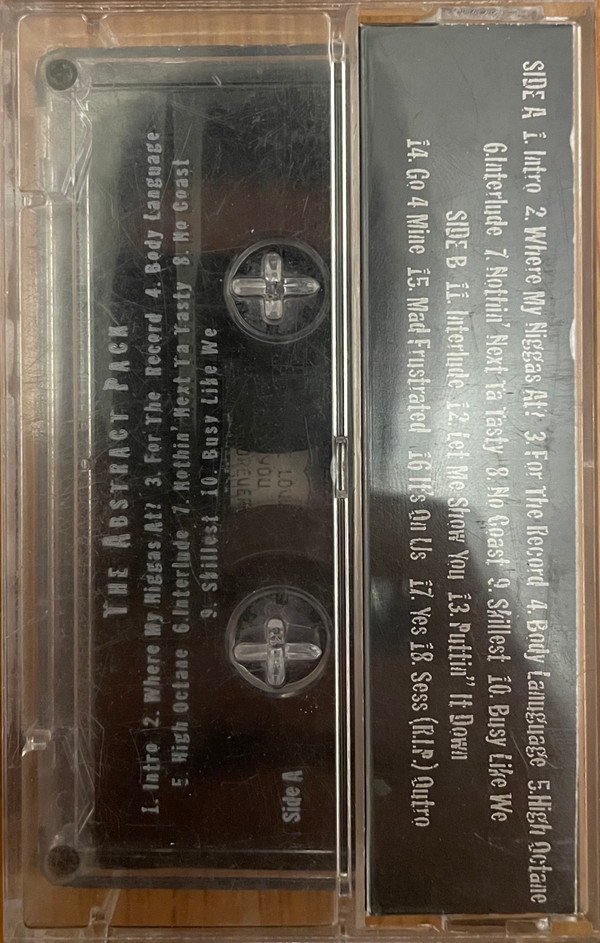 THE ABSTRACT PACK
1. Intro 2. Where My Niggas At? 3. For The Record 4. Body Language
5. High Octane 6.Interlude 7. Nothin' Next Ta Tasty 8. No Coast
9. Skillest 10. Busy Like We
Side A
LOVE
YOU
FOREVER
SIDE A 1. Intro 2. Where My Niggas At? 3. For The Record 4. Body Lanuguage 5.High Octane
6.Interlude 7. Nothin' Next Ta Tasty 8. No Coast 9. Skillest 10. Busy Like We
SIDE B 11 Interlude 12. Let Me Show You 13. Puttin" It Down
14. Go 4 Mine 15. Mad Frustrated 16 It's On Us 17. Yes 18. Sess (R.I.P.) Outro